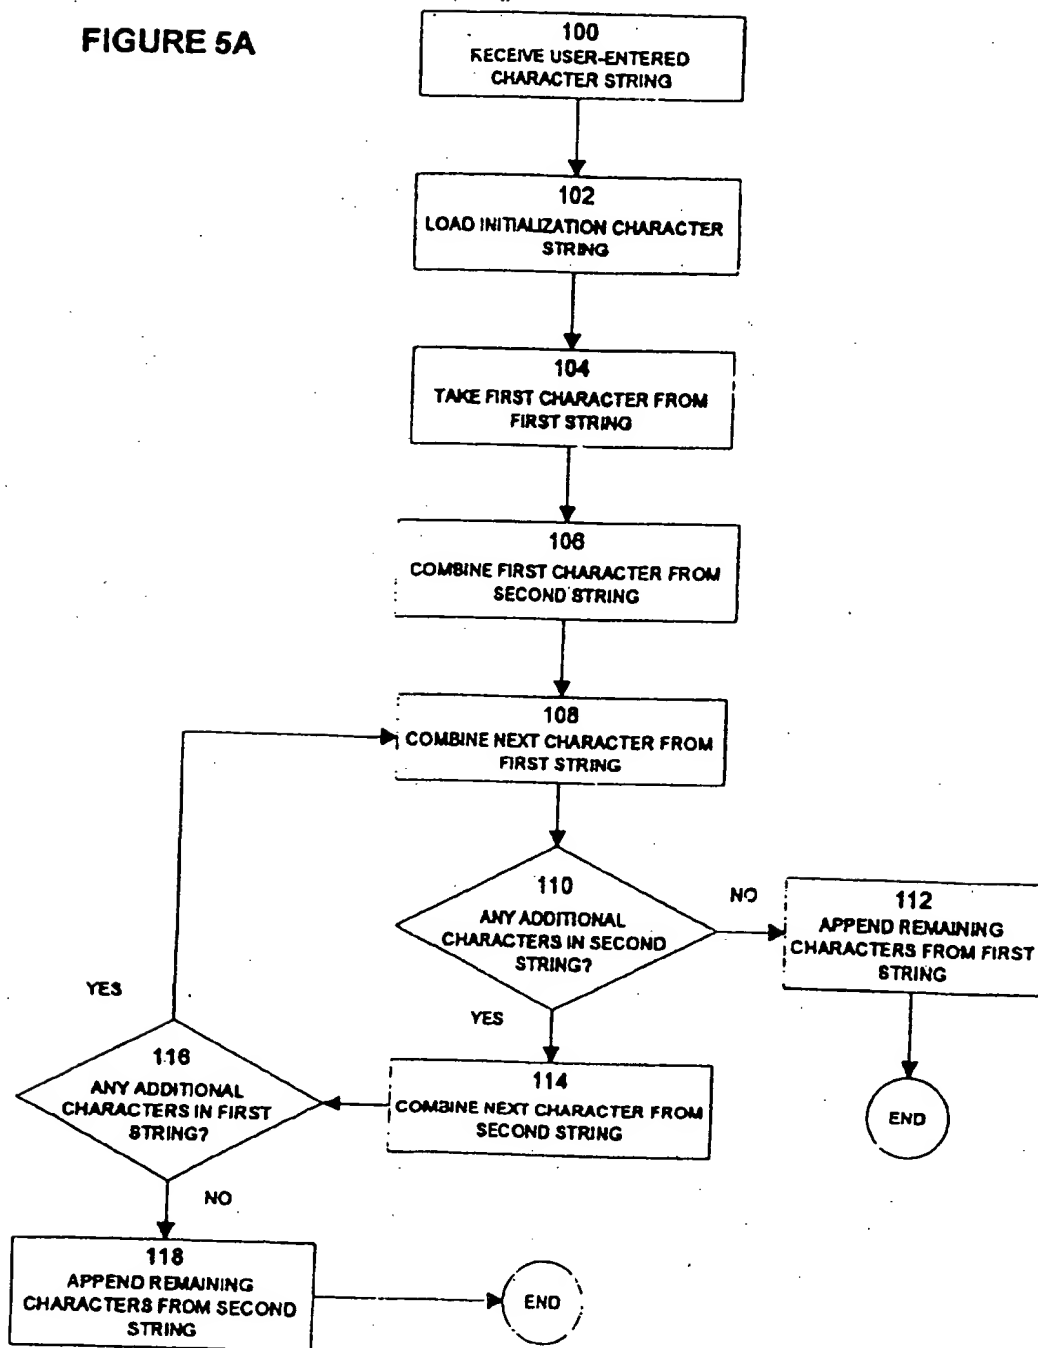 FIGURE 5A
100
RECEIVE USER-ENTERED
CHARACTER STRING
102
LOAD INITIALIZATION CHARACTER
STRING
104
TAKE FIRST CHARACTER FROM
FIRST STRING
106
COMBINE FIRST CHARACTER FROM
SECOND STRING
108
COMBINE NEXT CHARACTER FROM
FIRST STRING
110
ANY ADDITIONAL
CHARACTERS IN SECOND
STRING?
NO
112
APPEND REMAINING
CHARACTERS FROM FIRST
STRING
END
YES
114
COMBINE NEXT CHARACTER FROM
SECOND STRING
YES
116
ANY ADDITIONAL
CHARACTERS IN FIRST
STRING?
NO
118
APPEND REMAINING
CHARACTERS FROM SECOND
STRING
END